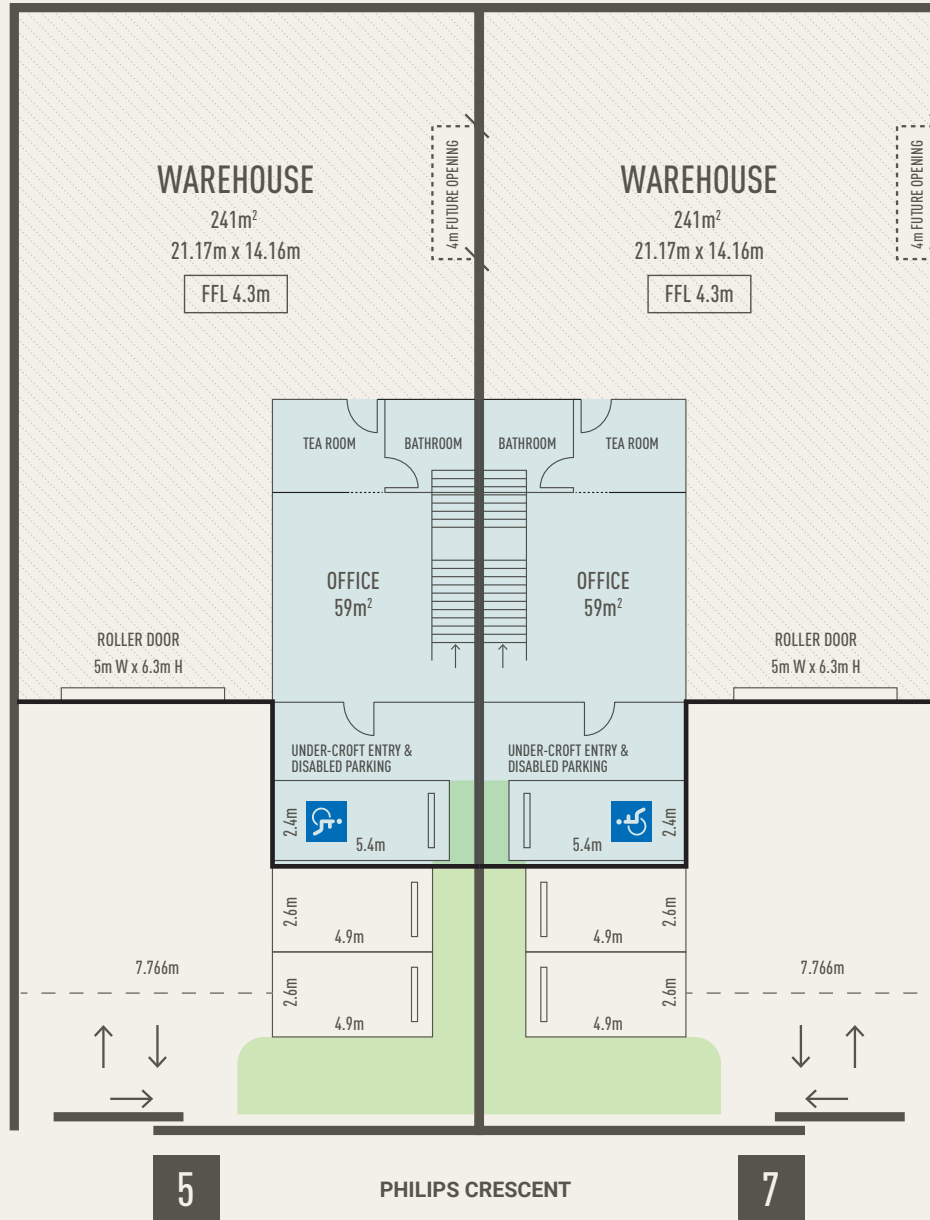 WAREHOUSE
241m²
21.17m x 14.16m
FFL 4.3m
4m FUTURE OPENING
WAREHOUSE
241m²
21.17m x 14.16m
FFL 4.3m
4m FUTURE OPENING
TEA ROOM
BATHROOM
BATHROOM
TEA ROOM
OFFICE
59m²
OFFICE
59m²
ROLLER DOOR
5m W x 6.3m H
ROLLER DOOR
5m W x 6.3m H
UNDER-CROFT ENTRY &
DISABLED PARKING
UNDER-CROFT ENTRY &
DISABLED PARKING
2.4m
5.4m
5.4m
2.4m
2.6m
4.9m
4.9m
2.6m
7.766m
2.6m
4.9m
4.9m
2.6m
7.766m
5
PHILIPS CRESCENT
7